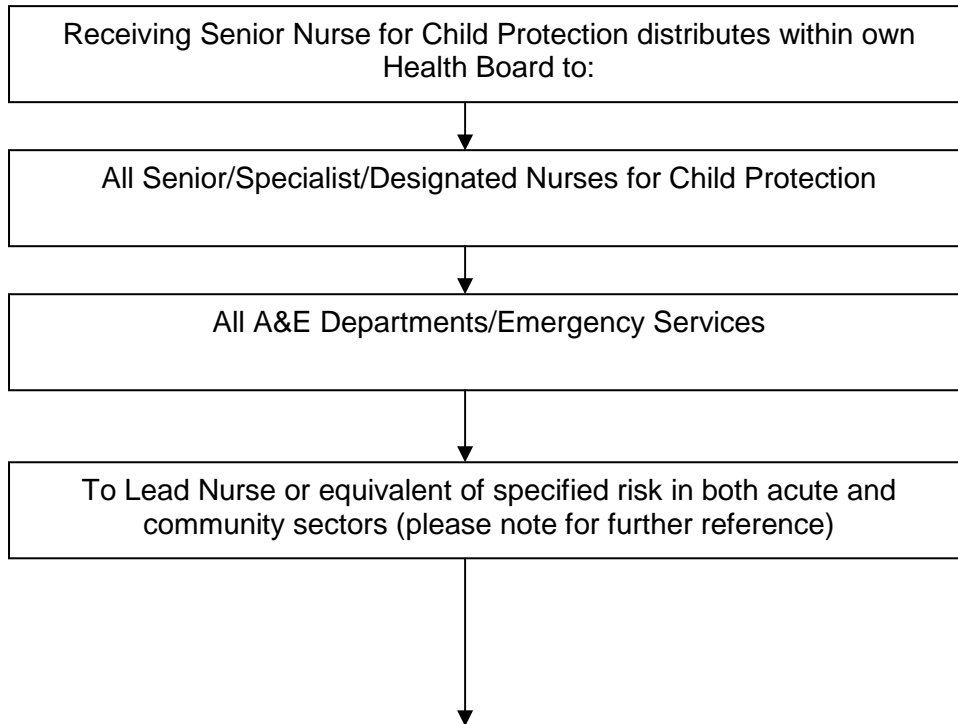 Receiving Senior Nurse for Child Protection distributes within own
Health Board to:
All Senior/Specialist/Designated Nurses for Child Protection
All A&E Departments/Emergency Services
To Lead Nurse or equivalent of specified risk in both acute and
community sectors (please note for further reference)